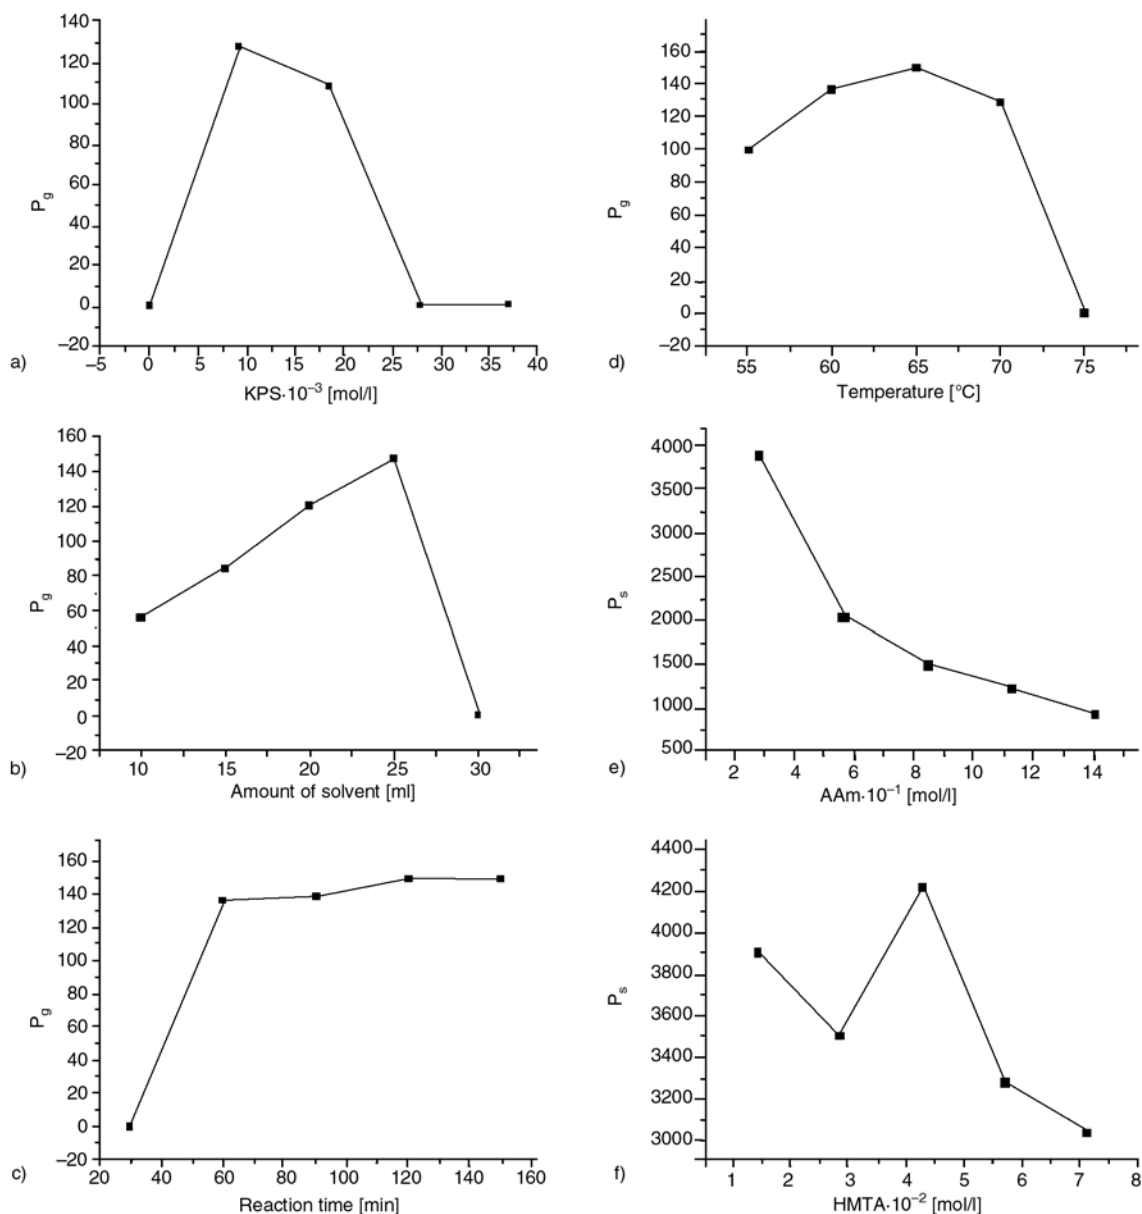 140
120
100
80
60
40
20
0
–20
P_g
–5 0 5 10 15 20 25 30 35 40
KPS·10⁻³ [mol/l]
a)
160
140
120
100
80
60
40
20
0
–20
P_g
55 60 65 70 75
Temperature [°C]
d)
160
140
120
100
80
60
40
20
0
–20
P_g
10 15 20 25 30
Amount of solvent [ml]
b)
4000
3500
3000
2500
2000
1500
1000
500
P_s
2 4 6 8 10 12 14
AAm·10⁻¹ [mol/l]
e)
160
140
120
100
80
60
40
20
0
–20
P_g
20 40 60 80 100 120 140 160
Reaction time [min]
c)
4400
4200
4000
3800
3600
3400
3200
3000
P_s
1 2 3 4 5 6 7 8
HMTA·10⁻² [mol/l]
f)